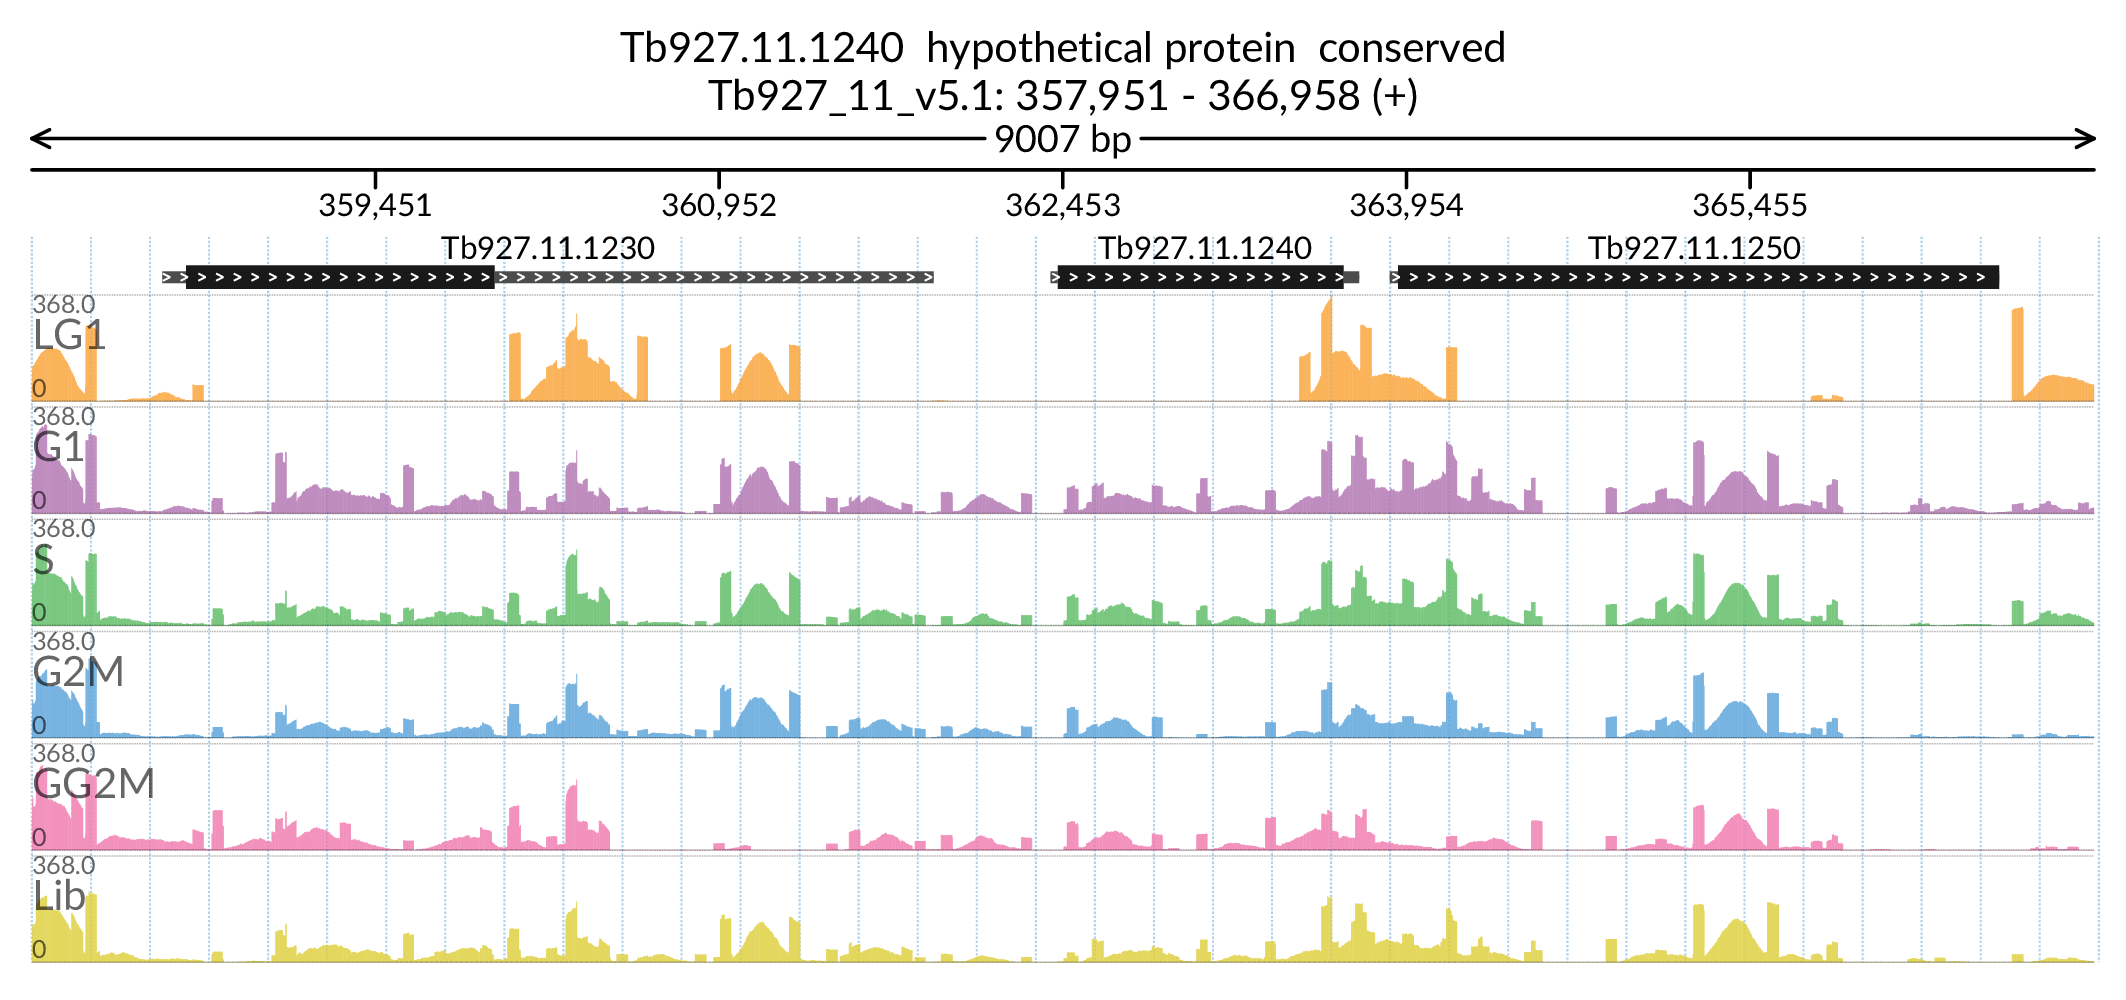 Tb927.11.1240  hypothetical protein  conserved
Tb927_11_v5.1: 357,951 - 366,958 (+)
9007 bp
359,451 360,952 362,453 363,954 365,455
Tb927.11.1230 Tb927.11.1240 Tb927.11.1250
368.0
LG1
0
368.0
G1
0
368.0
S
0
368.0
G2M
0
368.0
GG2M
0
368.0
Lib
0